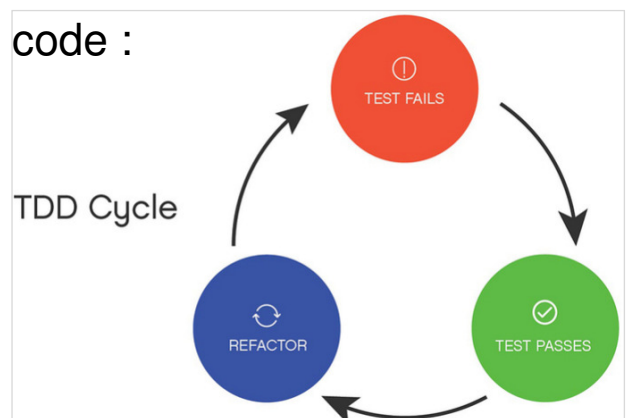 code :
TEST FAILS
TDD Cycle
REFACTOR
TEST PASSES